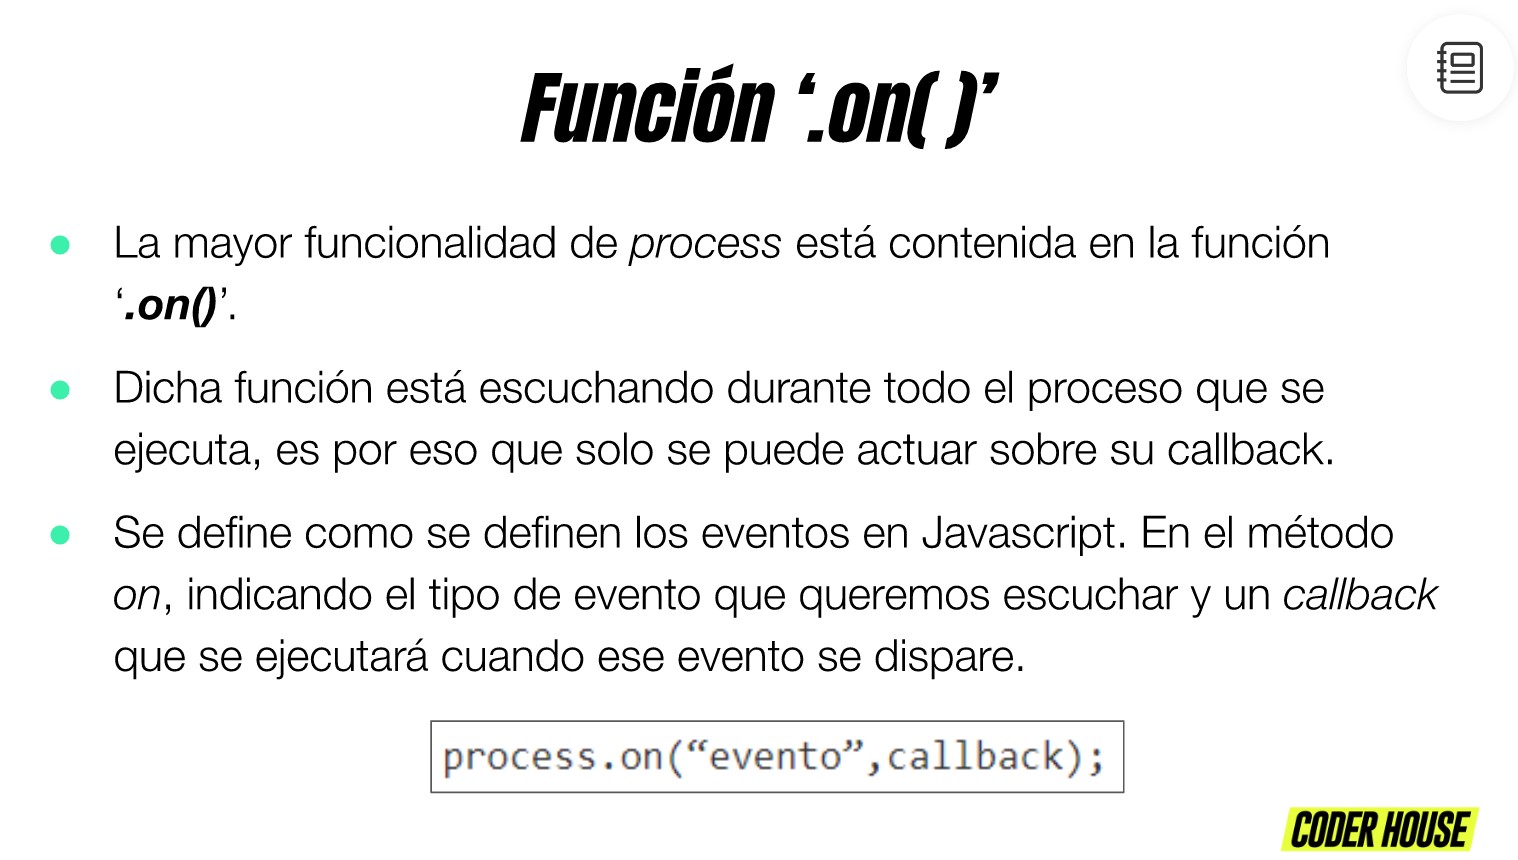 Función ‘.on( )’
La mayor funcionalidad de process está contenida en la función
‘.on()’.
Dicha función está escuchando durante todo el proceso que se
ejecuta, es por eso que solo se puede actuar sobre su callback.
Se define como se definen los eventos en Javascript. En el método
on, indicando el tipo de evento que queremos escuchar y un callback
que se ejecutará cuando ese evento se dispare.
process.on(“evento”,callback);
CODER HOUSE